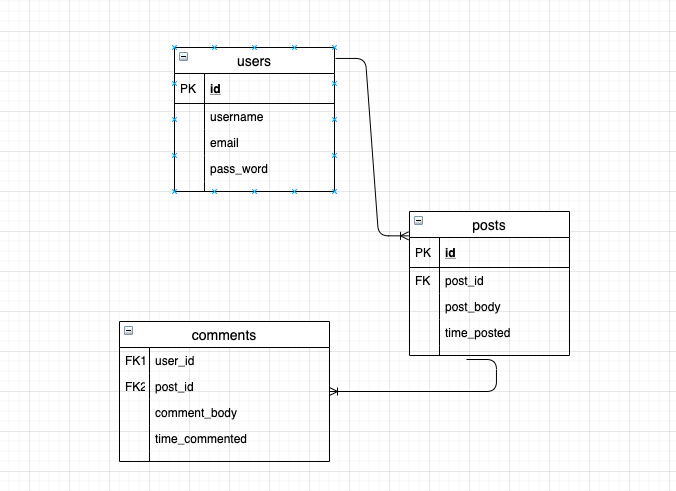 users
PK id
username
email
pass_word
posts
PK id
FK post_id
post_body
time_posted
comments
FK1 user_id
FK2 post_id
comment_body
time_commented